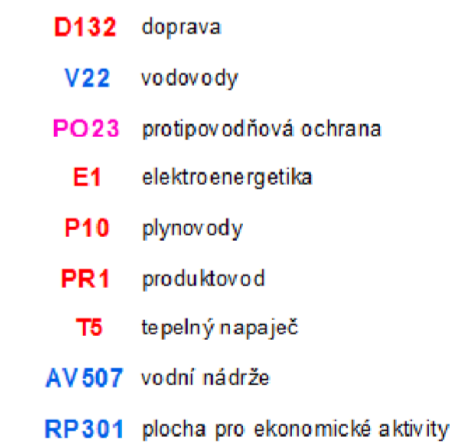 D132 doprava
V22 vodovody
PO23 protipovodňová ochrana
E1 elektroenergetika
P10 plynovody
PR1 produktovod
T5 tepelný napaječ
AV507 vodní nádrže
RP301 plocha pro ekonomické aktivity